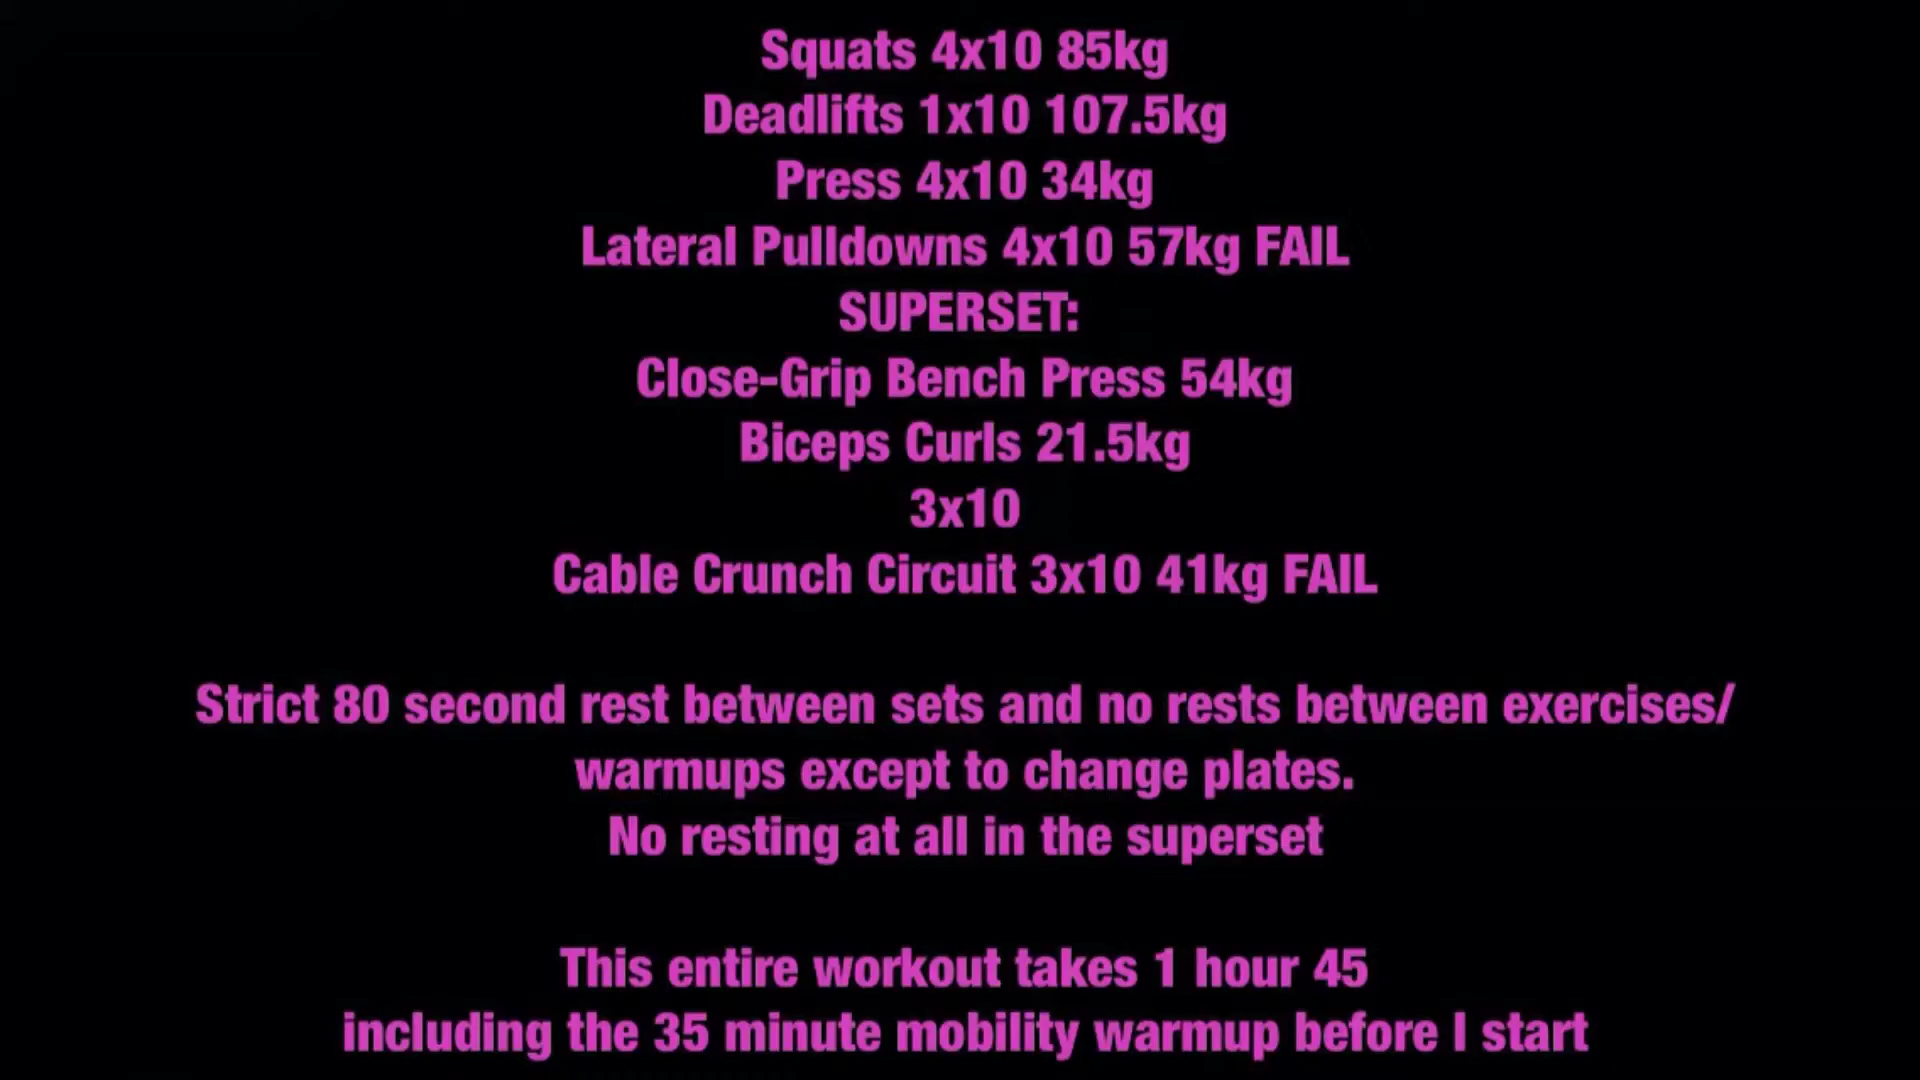 Squats 4x10 85kg
Deadlifts 1x10 107.5kg
Press 4x10 34kg
Lateral Pulldowns 4x10 57kg FAIL
SUPERSET:
Close-Grip Bench Press 54kg
Biceps Curls 21.5kg
3x10
Cable Crunch Circuit 3x10 41kg FAIL
Strict 80 second rest between sets and no rests between exercises/
warmups except to change plates.
No resting at all in the superset
This entire workout takes 1 hour 45
including the 35 minute mobility warmup before I start